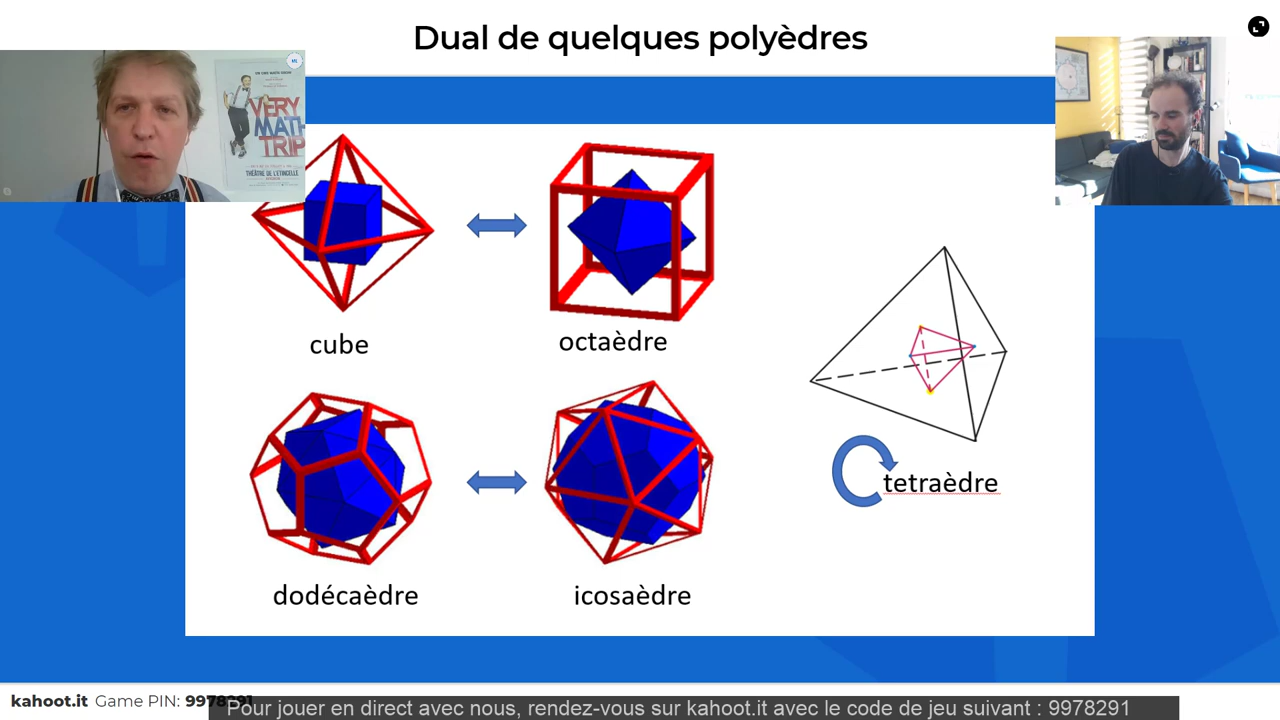 Dual de quelques polyèdres
VERY
MATH
TRIP
THÉÂTRE DE L'ÉTINCELLE
cube
octaèdre
tetraèdre
dodécaèdre
icosaèdre
kahoot.it Game PIN: 9978291
Pour jouer en direct avec nous, rendez-vous sur kahoot.it avec le code de jeu suivant : 9978291